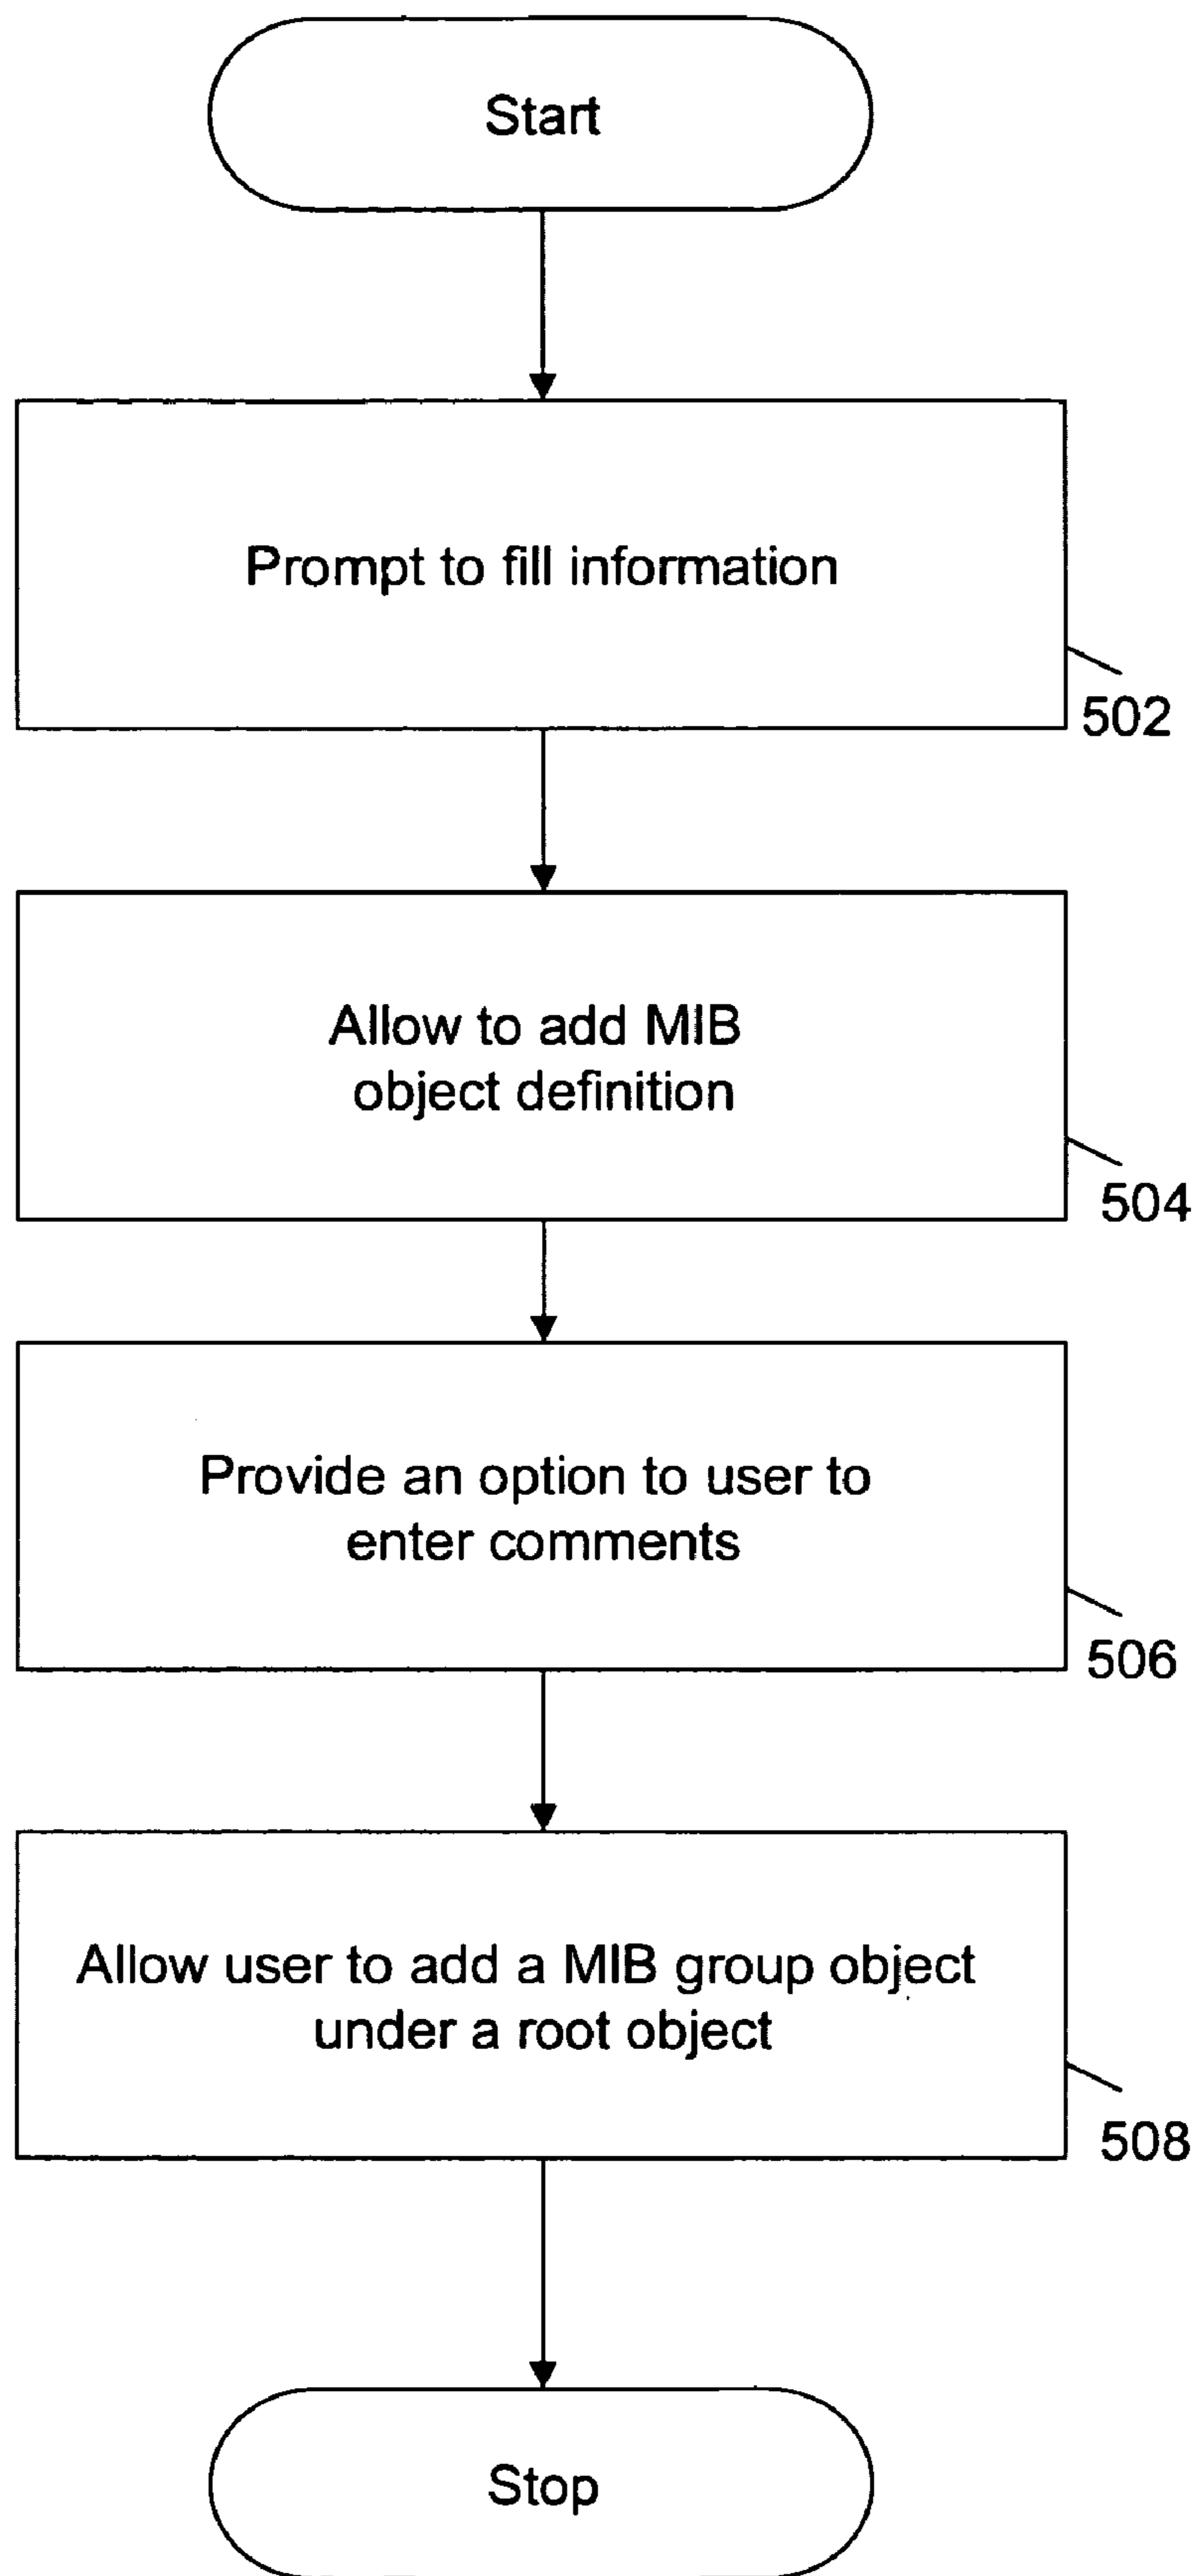 Start
Prompt to fill information
502
Allow to add MIB
object definition
504
Provide an option to user to
enter comments
506
Allow user to add a MIB group object
under a root object
508
Stop